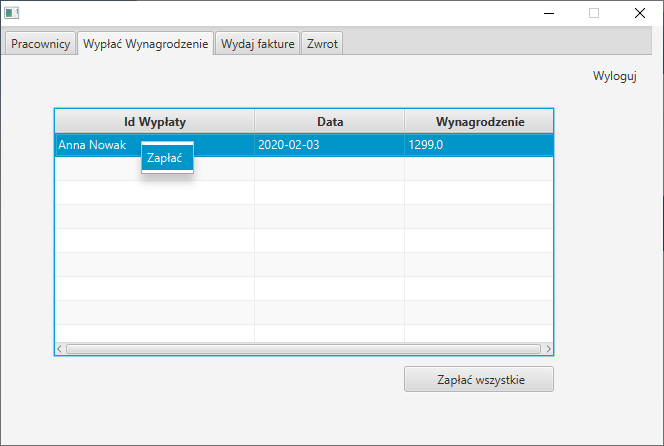 Pracownicy Wypłać Wynagrodzenie Wydaj fakture Zwrot
Wyloguj
Id Wypłaty Data Wynagrodzenie
Anna Nowak 2020-02-03 1299.0
Zapłać
Zapłać wszystkie